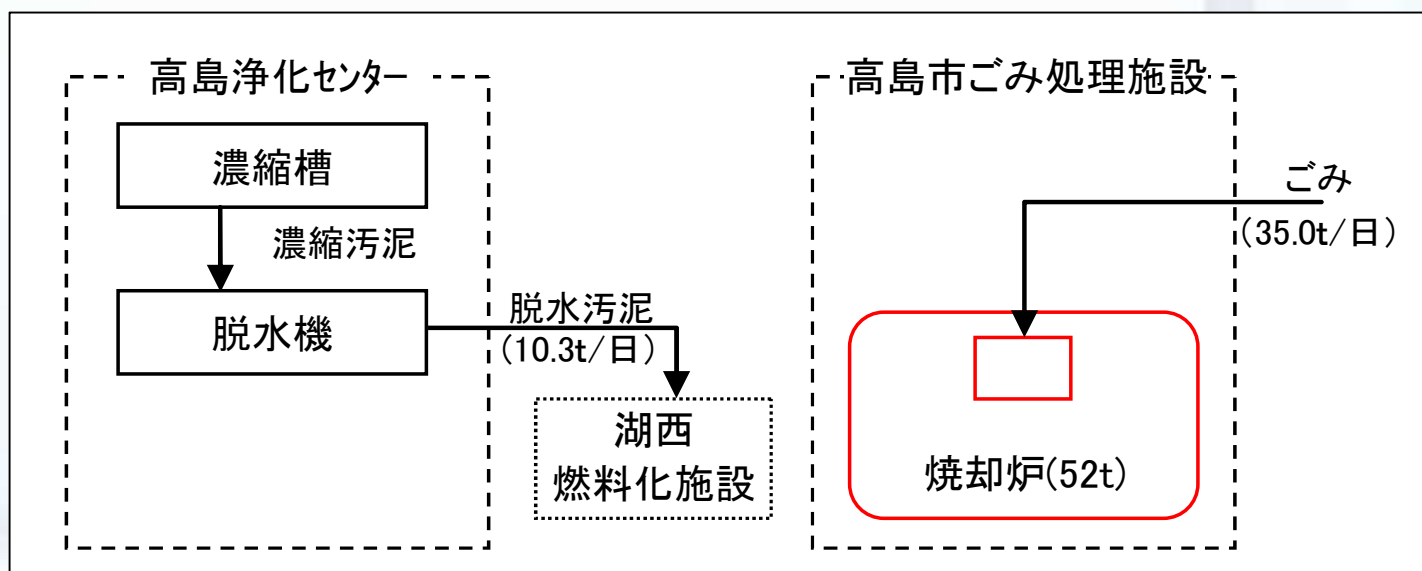 高島浄化センター
濃縮槽
濃縮汚泥
脱水機
脱水汚泥
(10.3t/日)
湖西
燃料化施設
高島市ごみ処理施設
ごみ
(35.0t/日)
焼却炉(52t)